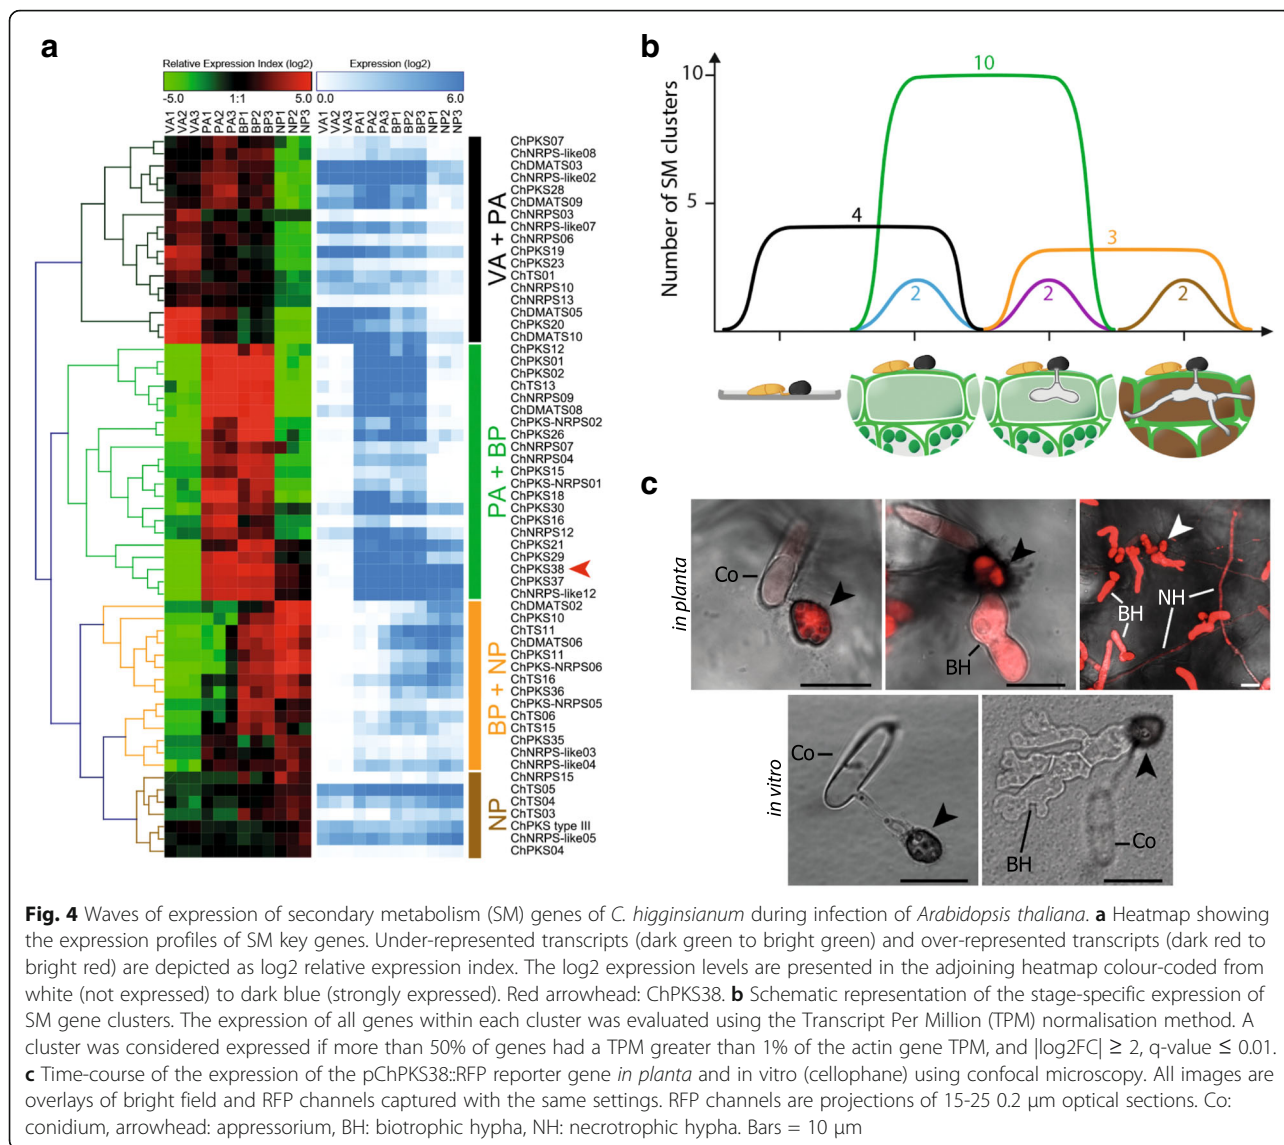 a
Relative Expression Index (log2)
Expression (log2)
-5.0 1:1 5.0
0.0 6.0
VA1 VA2 VA3 PA1 PA2 PA3 BP1 BP2 BP3 NP1 NP2 NP3
VA1 VA2 VA3 PA1 PA2 PA3 BP1 BP2 BP3 NP1 NP2 NP3
ChPKS07
ChNRPS-like08
ChDMATS03
ChNRPS-like02
ChPKS28
ChDMATS09
ChNRPS03
ChNRPS-like07
ChNRPS06
ChPKS19
ChPKS23
ChTS01
ChNRPS10
ChNRPS13
ChDMATS05
ChPKS20
ChDMATS10
ChPKS12
ChPKS01
ChPKS02
ChTS13
ChNRPS09
ChDMATS08
ChPKS-NRPS02
ChPKS26
ChNRPS07
ChNRPS04
ChPKS15
ChPKS-NRPS01
ChPKS18
ChPKS30
ChPKS16
ChNRPS12
ChPKS21
ChPKS29
ChPKS38
ChPKS37
ChNRPS-like12
ChDMATS02
ChPKS10
ChTS11
ChDMATS06
ChPKS11
ChPKS-NRPS06
ChTS16
ChPKS36
ChPKS-NRPS05
ChTS06
ChTS15
ChPKS35
ChNRPS-like03
ChNRPS-like04
ChNRPS15
ChTS05
ChTS04
ChTS03
ChPKS type III
ChNRPS-like05
ChPKS04
VA + PA
PA + BP
BP + NP
NP
b
Number of SM clusters
10
5
10
4
3
2
2
2
c
in planta
Co
BH
BH
NH
in vitro
Co
BH
Co
Fig. 4 Waves of expression of secondary metabolism (SM) genes of C. higginsianum during infection of Arabidopsis thaliana. a Heatmap showing
the expression profiles of SM key genes. Under-represented transcripts (dark green to bright green) and over-represented transcripts (dark red to
bright red) are depicted as log2 relative expression index. The log2 expression levels are presented in the adjoining heatmap colour-coded from
white (not expressed) to dark blue (strongly expressed). Red arrowhead: ChPKS38. b Schematic representation of the stage-specific expression of
SM gene clusters. The expression of all genes within each cluster was evaluated using the Transcript Per Million (TPM) normalisation method. A
cluster was considered expressed if more than 50% of genes had a TPM greater than 1% of the actin gene TPM, and |log2FC| ≥ 2, q-value ≤ 0.01.
c Time-course of the expression of the pChPKS38::RFP reporter gene in planta and in vitro (cellophane) using confocal microscopy. All images are
overlays of bright field and RFP channels captured with the same settings. RFP channels are projections of 15-25 0.2 μm optical sections. Co:
conidium, arrowhead: appressorium, BH: biotrophic hypha, NH: necrotrophic hypha. Bars = 10 μm